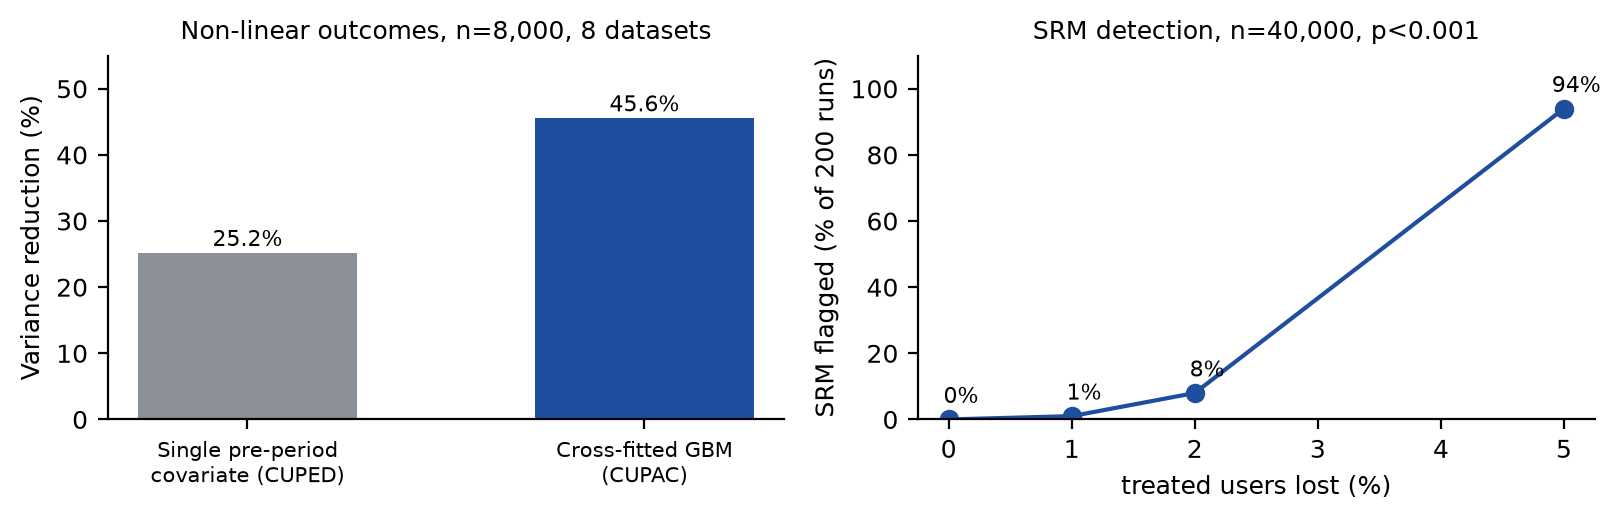 Non-linear outcomes, n=8,000, 8 datasets
Variance reduction (%)
50
40
30
20
10
0
25.2%
45.6%
Single pre-period
covariate (CUPED)
Cross-fitted GBM
(CUPAC)
SRM detection, n=40,000, p<0.001
SRM flagged (% of 200 runs)
100
80
60
40
20
0
0%
1%
8%
94%
0
1
2
3
4
5
treated users lost (%)